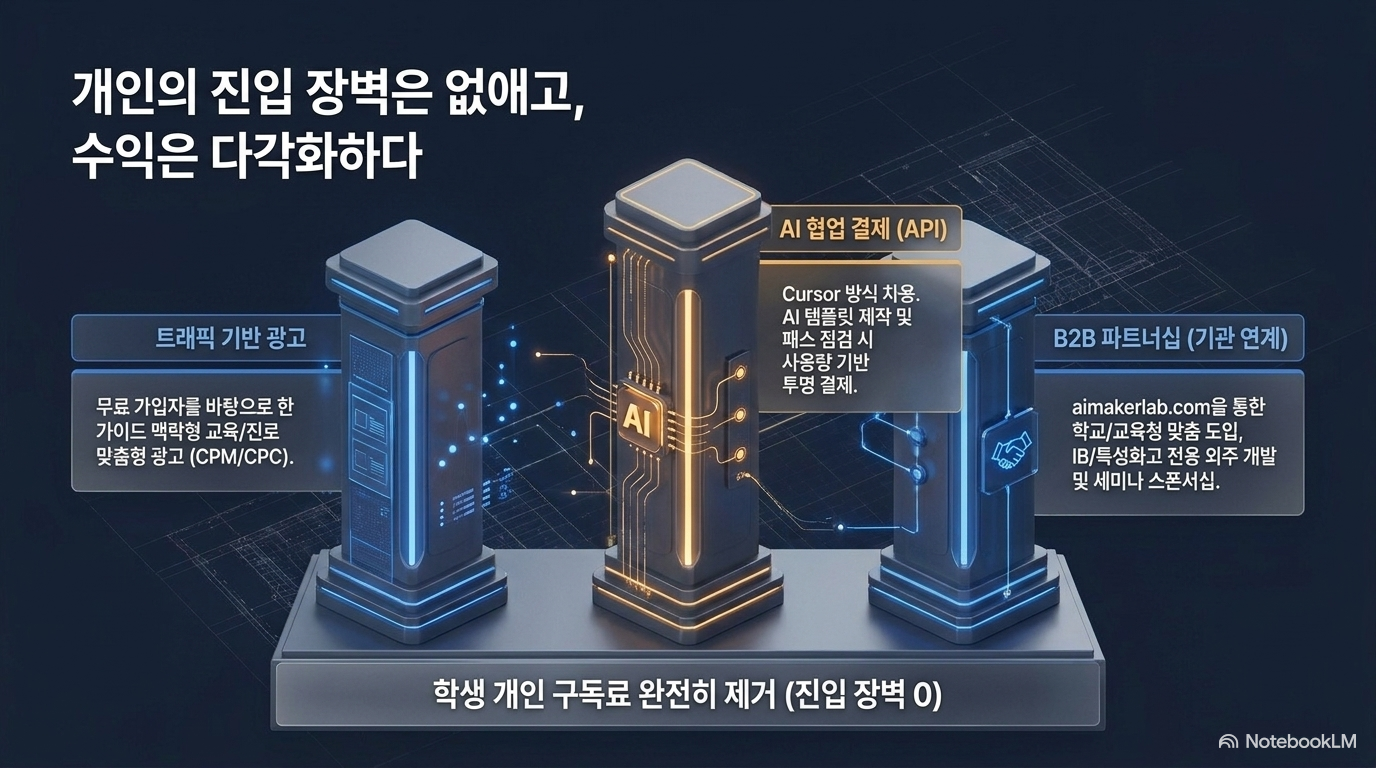 개인의 진입 장벽은 없애고,
수익은 다각화하다
트래픽 기반 광고
무료 가입자를 바탕으로 한
가이드 맥락형 교육/진로
맞춤형 광고 (CPM/CPC).
AI 협업 결제 (API)
Cursor 방식 치용.
AI 템플릿 제작 및
패스 점검 시
사용량 기반
투명 결제.
AI
B2B 파트너십 (기관 연계)
aimakerlab.com을 통한
학교/교육청 맞춤 도입,
IB/특성화고 전용 외주 개발
및 세미나 스폰서십.
학생 개인 구독료 완전히 제거 (진입 장벽 0)
NotebookLM